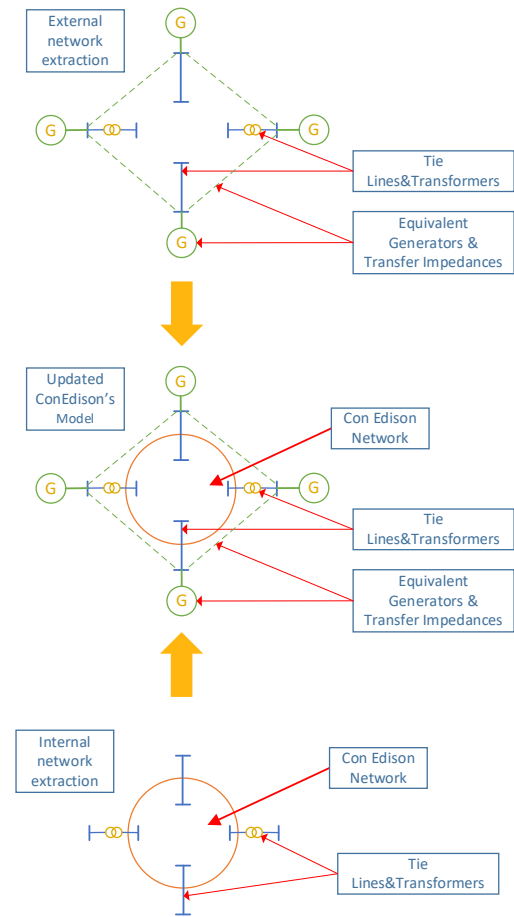 External
network
extraction
G
G
G
Tie
Lines&Transformers
G
Equivalent
Generators &
Transfer Impedances
Updated
ConEdison's
Model
G
Con Edison
Network
G
G
Tie
Lines&Transformers
Equivalent
Generators &
Transfer Impedances
G
Internal
network
extraction
Con Edison
Network
Tie
Lines&Transformers